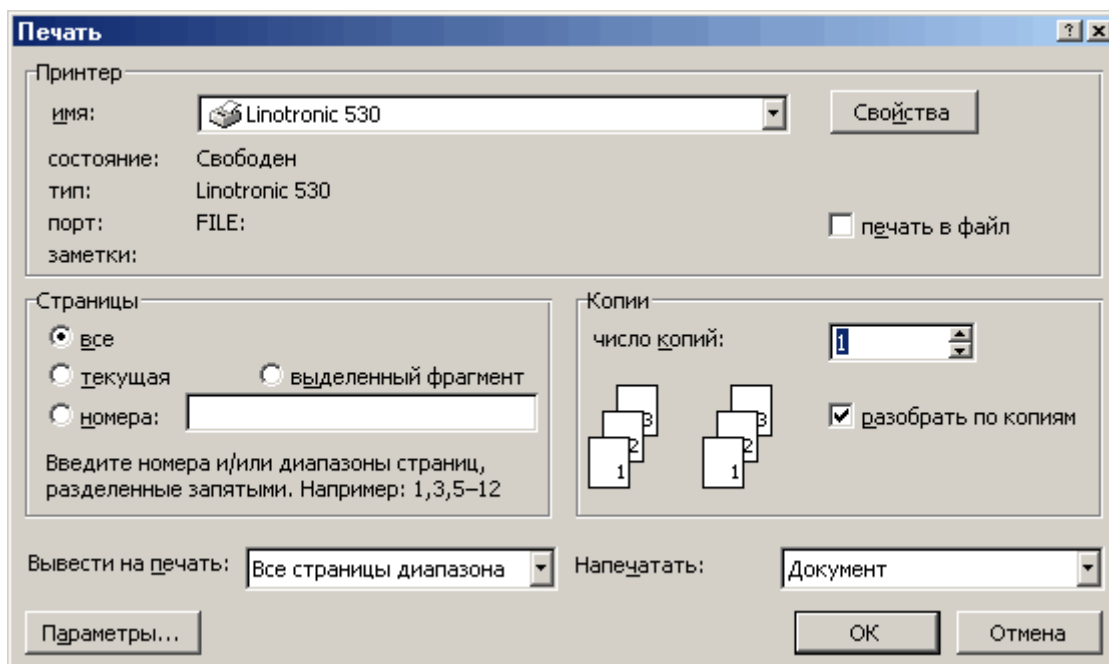 Печать
Принтер
имя: Linotronic 530 Свойства
состояние: Свободен
тип: Linotronic 530
порт: FILE: печать в файл
заметки:
Страницы Копии
все число копий: 1
текущая выделенный фрагмент
номера: разобрать по копиям
3 3
2 2
1 1
Введите номера и/или диапазоны страниц,
разделенные запятыми. Например: 1,3,5–12
Вывести на печать: Все страницы диапазона Напечатать: Документ
Параметры... ОК Отмена